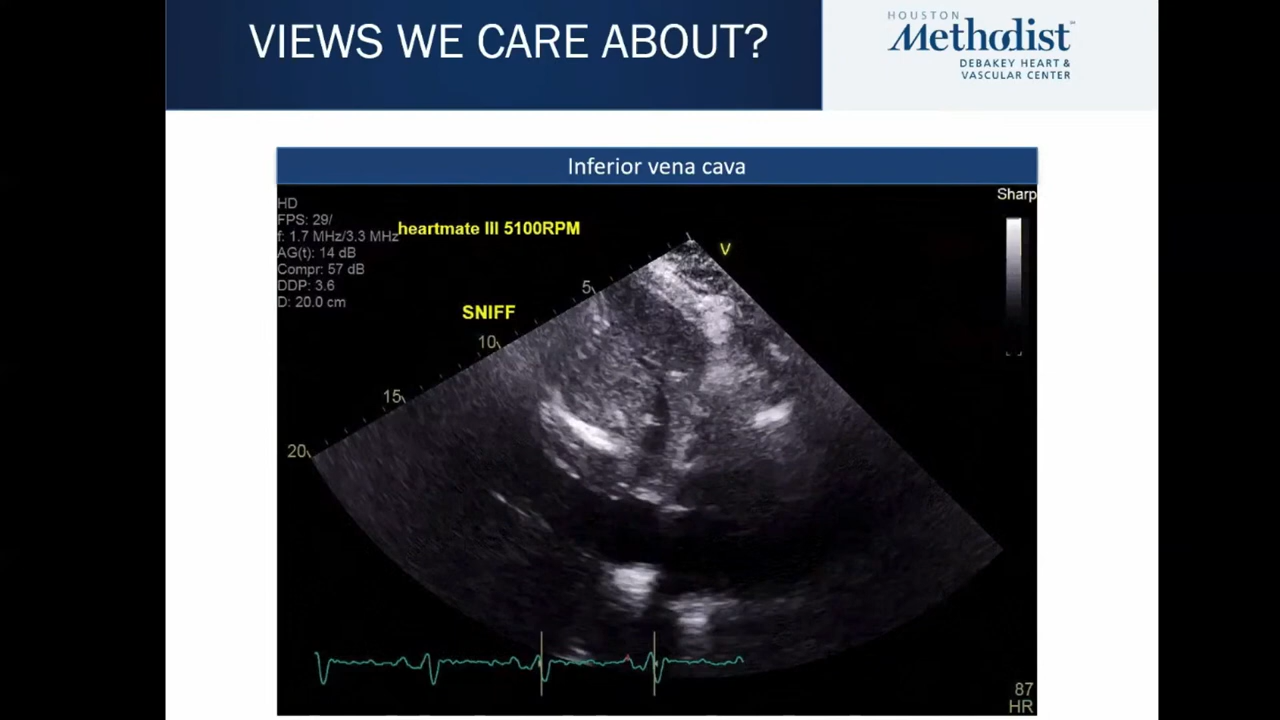 VIEWS WE CARE ABOUT?
HOUSTON
Methodist
DEBAKEY HEART &
VASCULAR CENTER
Inferior vena cava
Sharp
HD
FPS: 29/
f: 1.7 MHz/3.3 MHz
AG(t): 14 dB
Compr: 57 dB
DDP: 3.6
D: 20.0 cm
heartmate III 5100RPM
V
SNIFF
5
10
15
20
87
HR